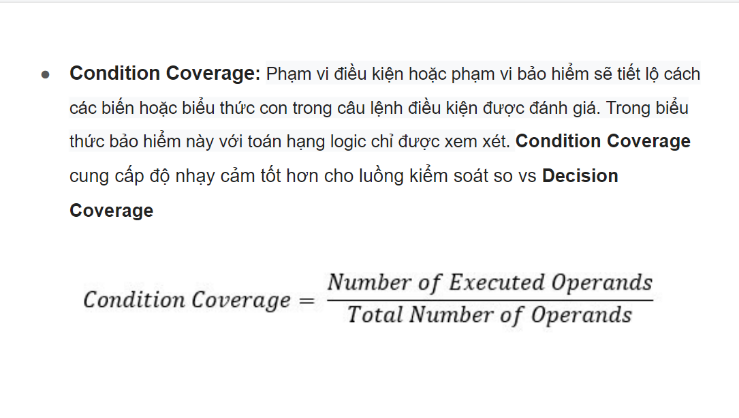 • Condition Coverage: Phạm vi điều kiện hoặc phạm vi bảo hiểm sẽ tiết lộ cách
các biến hoặc biểu thức con trong câu lệnh điều kiện được đánh giá. Trong biểu
thức bảo hiểm này với toán hạng logic chỉ được xem xét. Condition Coverage
cung cấp độ nhạy cảm tốt hơn cho luồng kiểm soát so vs Decision
Coverage
Condition Coverage = Number of Executed Operands
Total Number of Operands